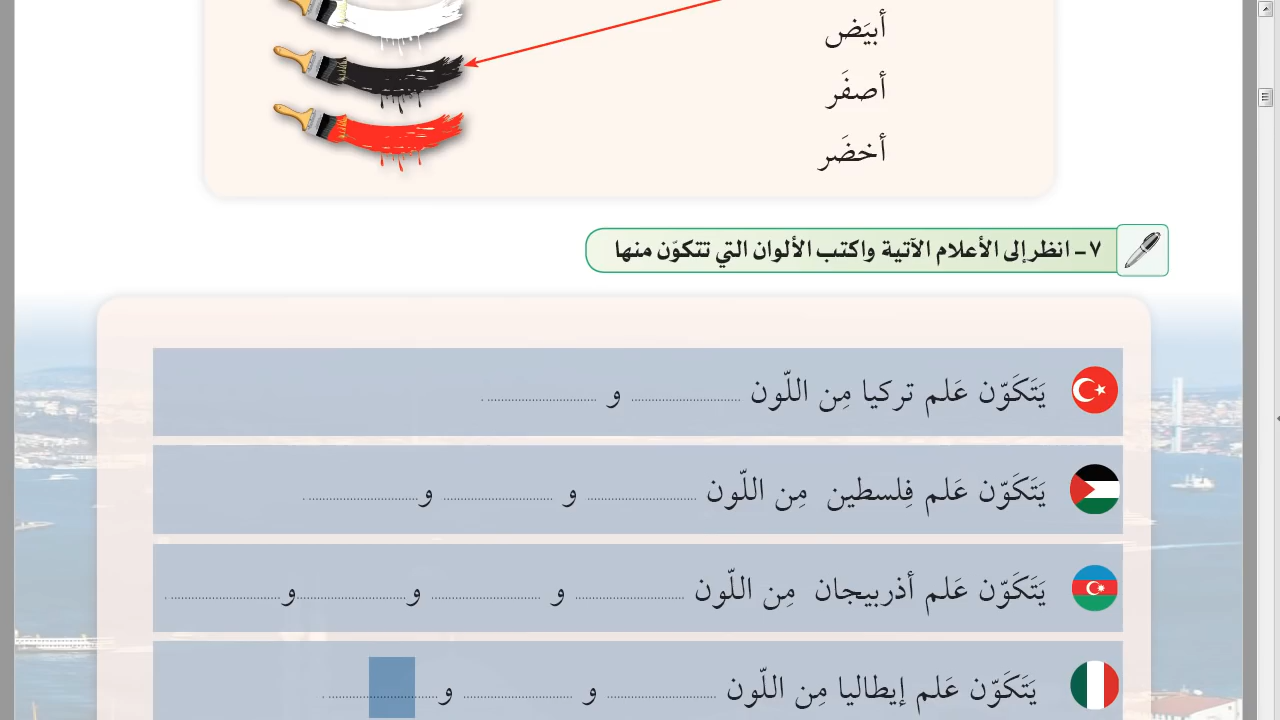 أبيَض
أصفَر
أخضَر
٧- انظر إلى الأعلام الآتية واكتب الألوان التي تتكوّن منها
يَتَكَوّن عَلم تركيا مِن اللّون ........................... و ........................... .
يَتَكَوّن عَلم فِلسطين مِن اللّون ........................... و ........................... و ........................... .
يَتَكَوّن عَلم أذربيجان مِن اللّون ........................... و ........................... و ........................... و ........................... .
يَتَكَوّن عَلم إيطاليا مِن اللّون ........................... و ........................... و ........................... .